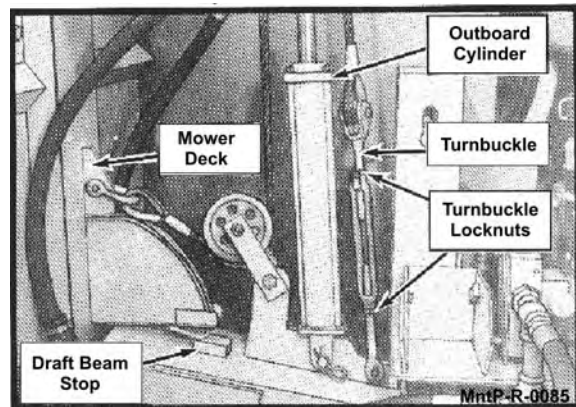 Outboard
Cylinder
Mower
Deck
Turnbuckle
Turnbuckle
Locknuts
Draft Beam
Stop
MntP-R-0085